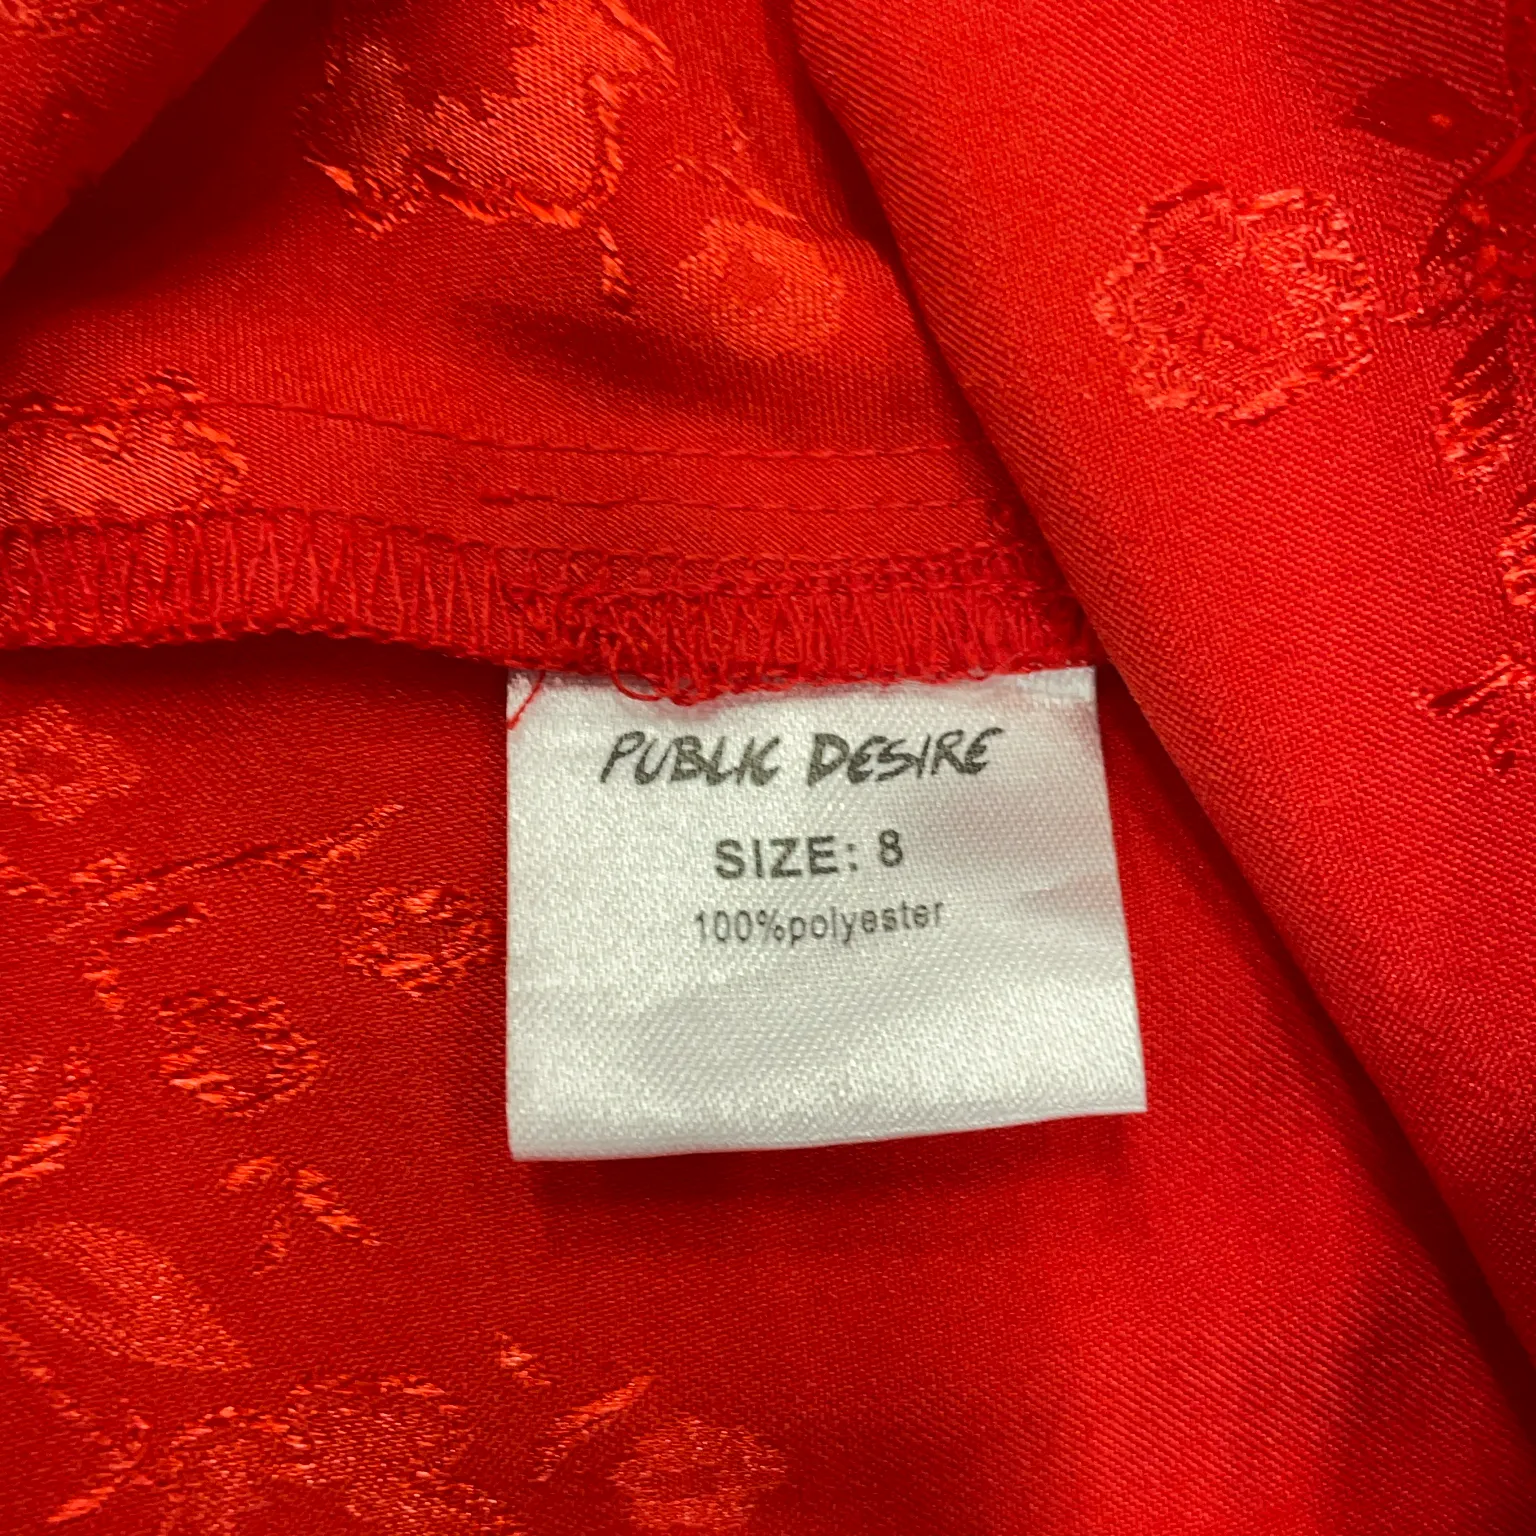 PUBLIC DESIRE
SIZE: 8
100%polyester